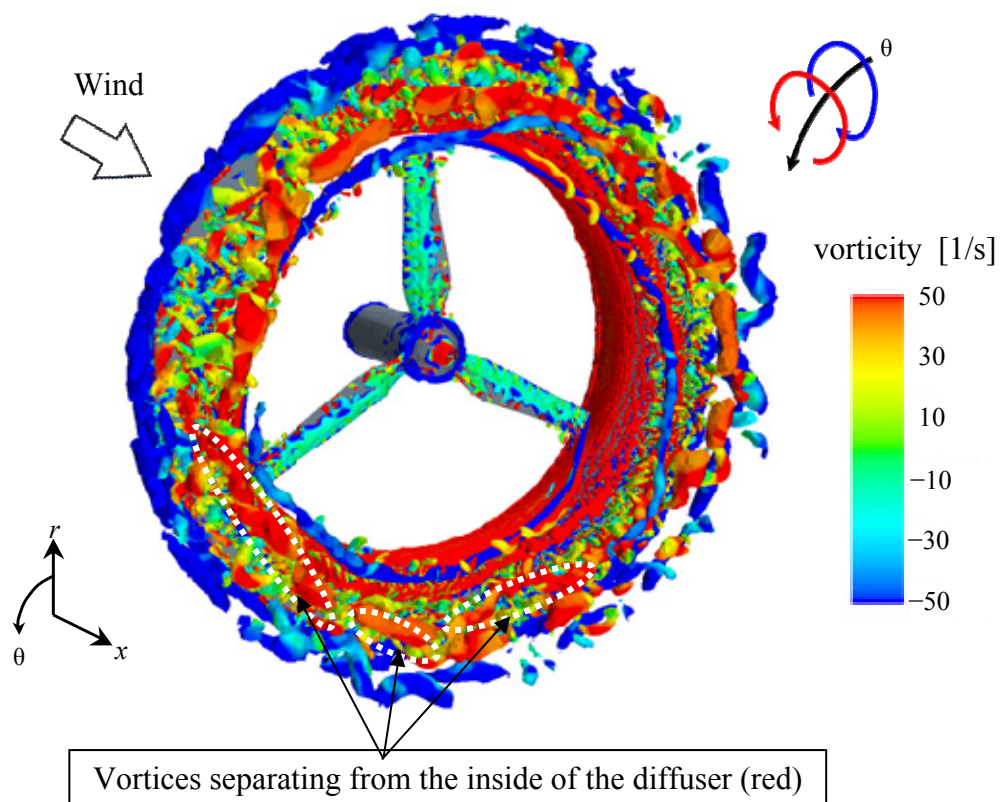 θ
Wind
vorticity [1/s]
50
30
10
−10
−30
−50
r
θ
x
Vortices separating from the inside of the diffuser (red)